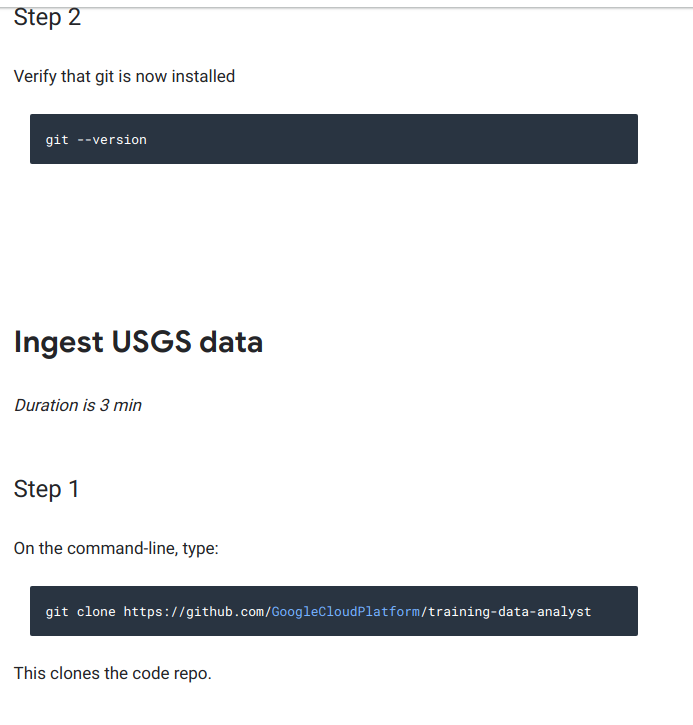 Step 2
Verify that git is now installed
git --version
Ingest USGS data
Duration is 3 min
Step 1
On the command-line, type:
git clone https://github.com/GoogleCloudPlatform/training-data-analyst
This clones the code repo.